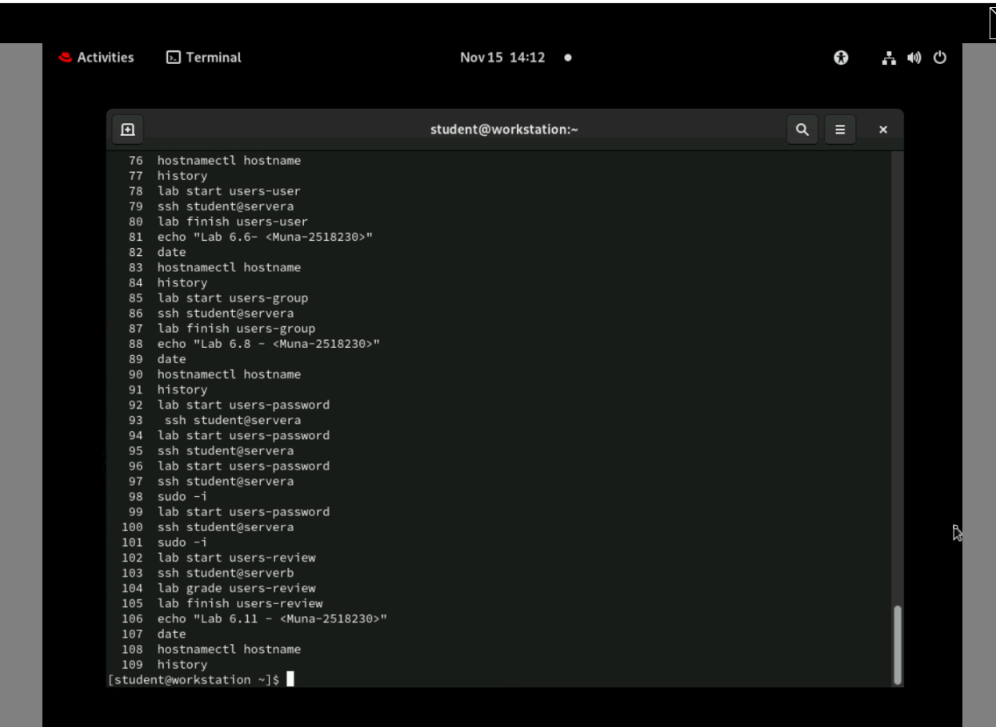 Activities Terminal Nov 15 14:12
student@workstation:~
76 hostnamectl hostname
77 history
78 lab start users-user
79 ssh student@servera
80 lab finish users-user
81 echo "Lab 6.6- <Muna-2518230>"
82 date
83 hostnamectl hostname
84 history
85 lab start users-group
86 ssh student@servera
87 lab finish users-group
88 echo "Lab 6.8 - <Muna-2518230>"
89 date
90 hostnamectl hostname
91 history
92 lab start users-password
93  ssh student@servera
94 lab start users-password
95 ssh student@servera
96 lab start users-password
97 ssh student@servera
98 sudo -i
99 lab start users-password
100 ssh student@servera
101 sudo -i
102 lab start users-review
103 ssh student@serverb
104 lab grade users-review
105 lab finish users-review
106 echo "Lab 6.11 - <Muna-2518230>"
107 date
108 hostnamectl hostname
109 history
[student@workstation ~]$